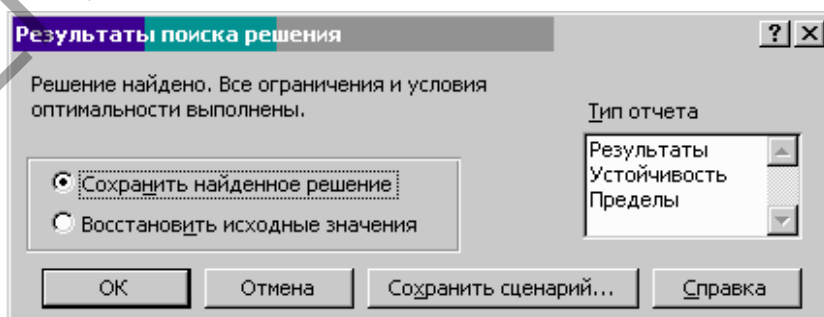 Результаты поиска решения
Решение найдено. Все ограничения и условия
оптимальности выполнены.
Тип отчета
Результаты
Устойчивость
Пределы
Сохранить найденное решение
Восстановить исходные значения
ОК
Отмена
Сохранить сценарий...
Справка